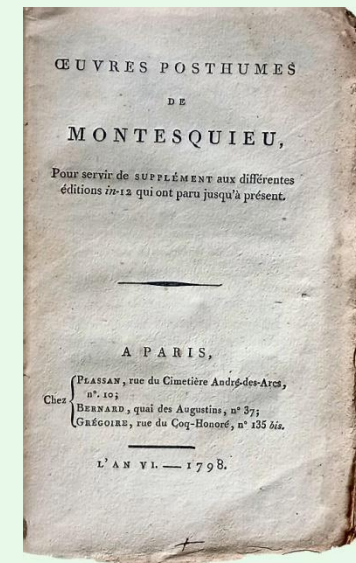 ŒUVRES POSTHUMES
DE
MONTESQUIEU,
Pour servir de SUPPLÉMENT aux différentes
éditions in-12 qui ont paru jusqu'à présent.
A PARIS,
Chez
PLASSAN, rue du Cimetière André-des-Arcs,
n°. 10;
BERNARD, quai des Augustins, n° 37;
GRÉGOIRE, rue du Coq-Honoré, n° 135 bis.
L'AN VI. — 1798.